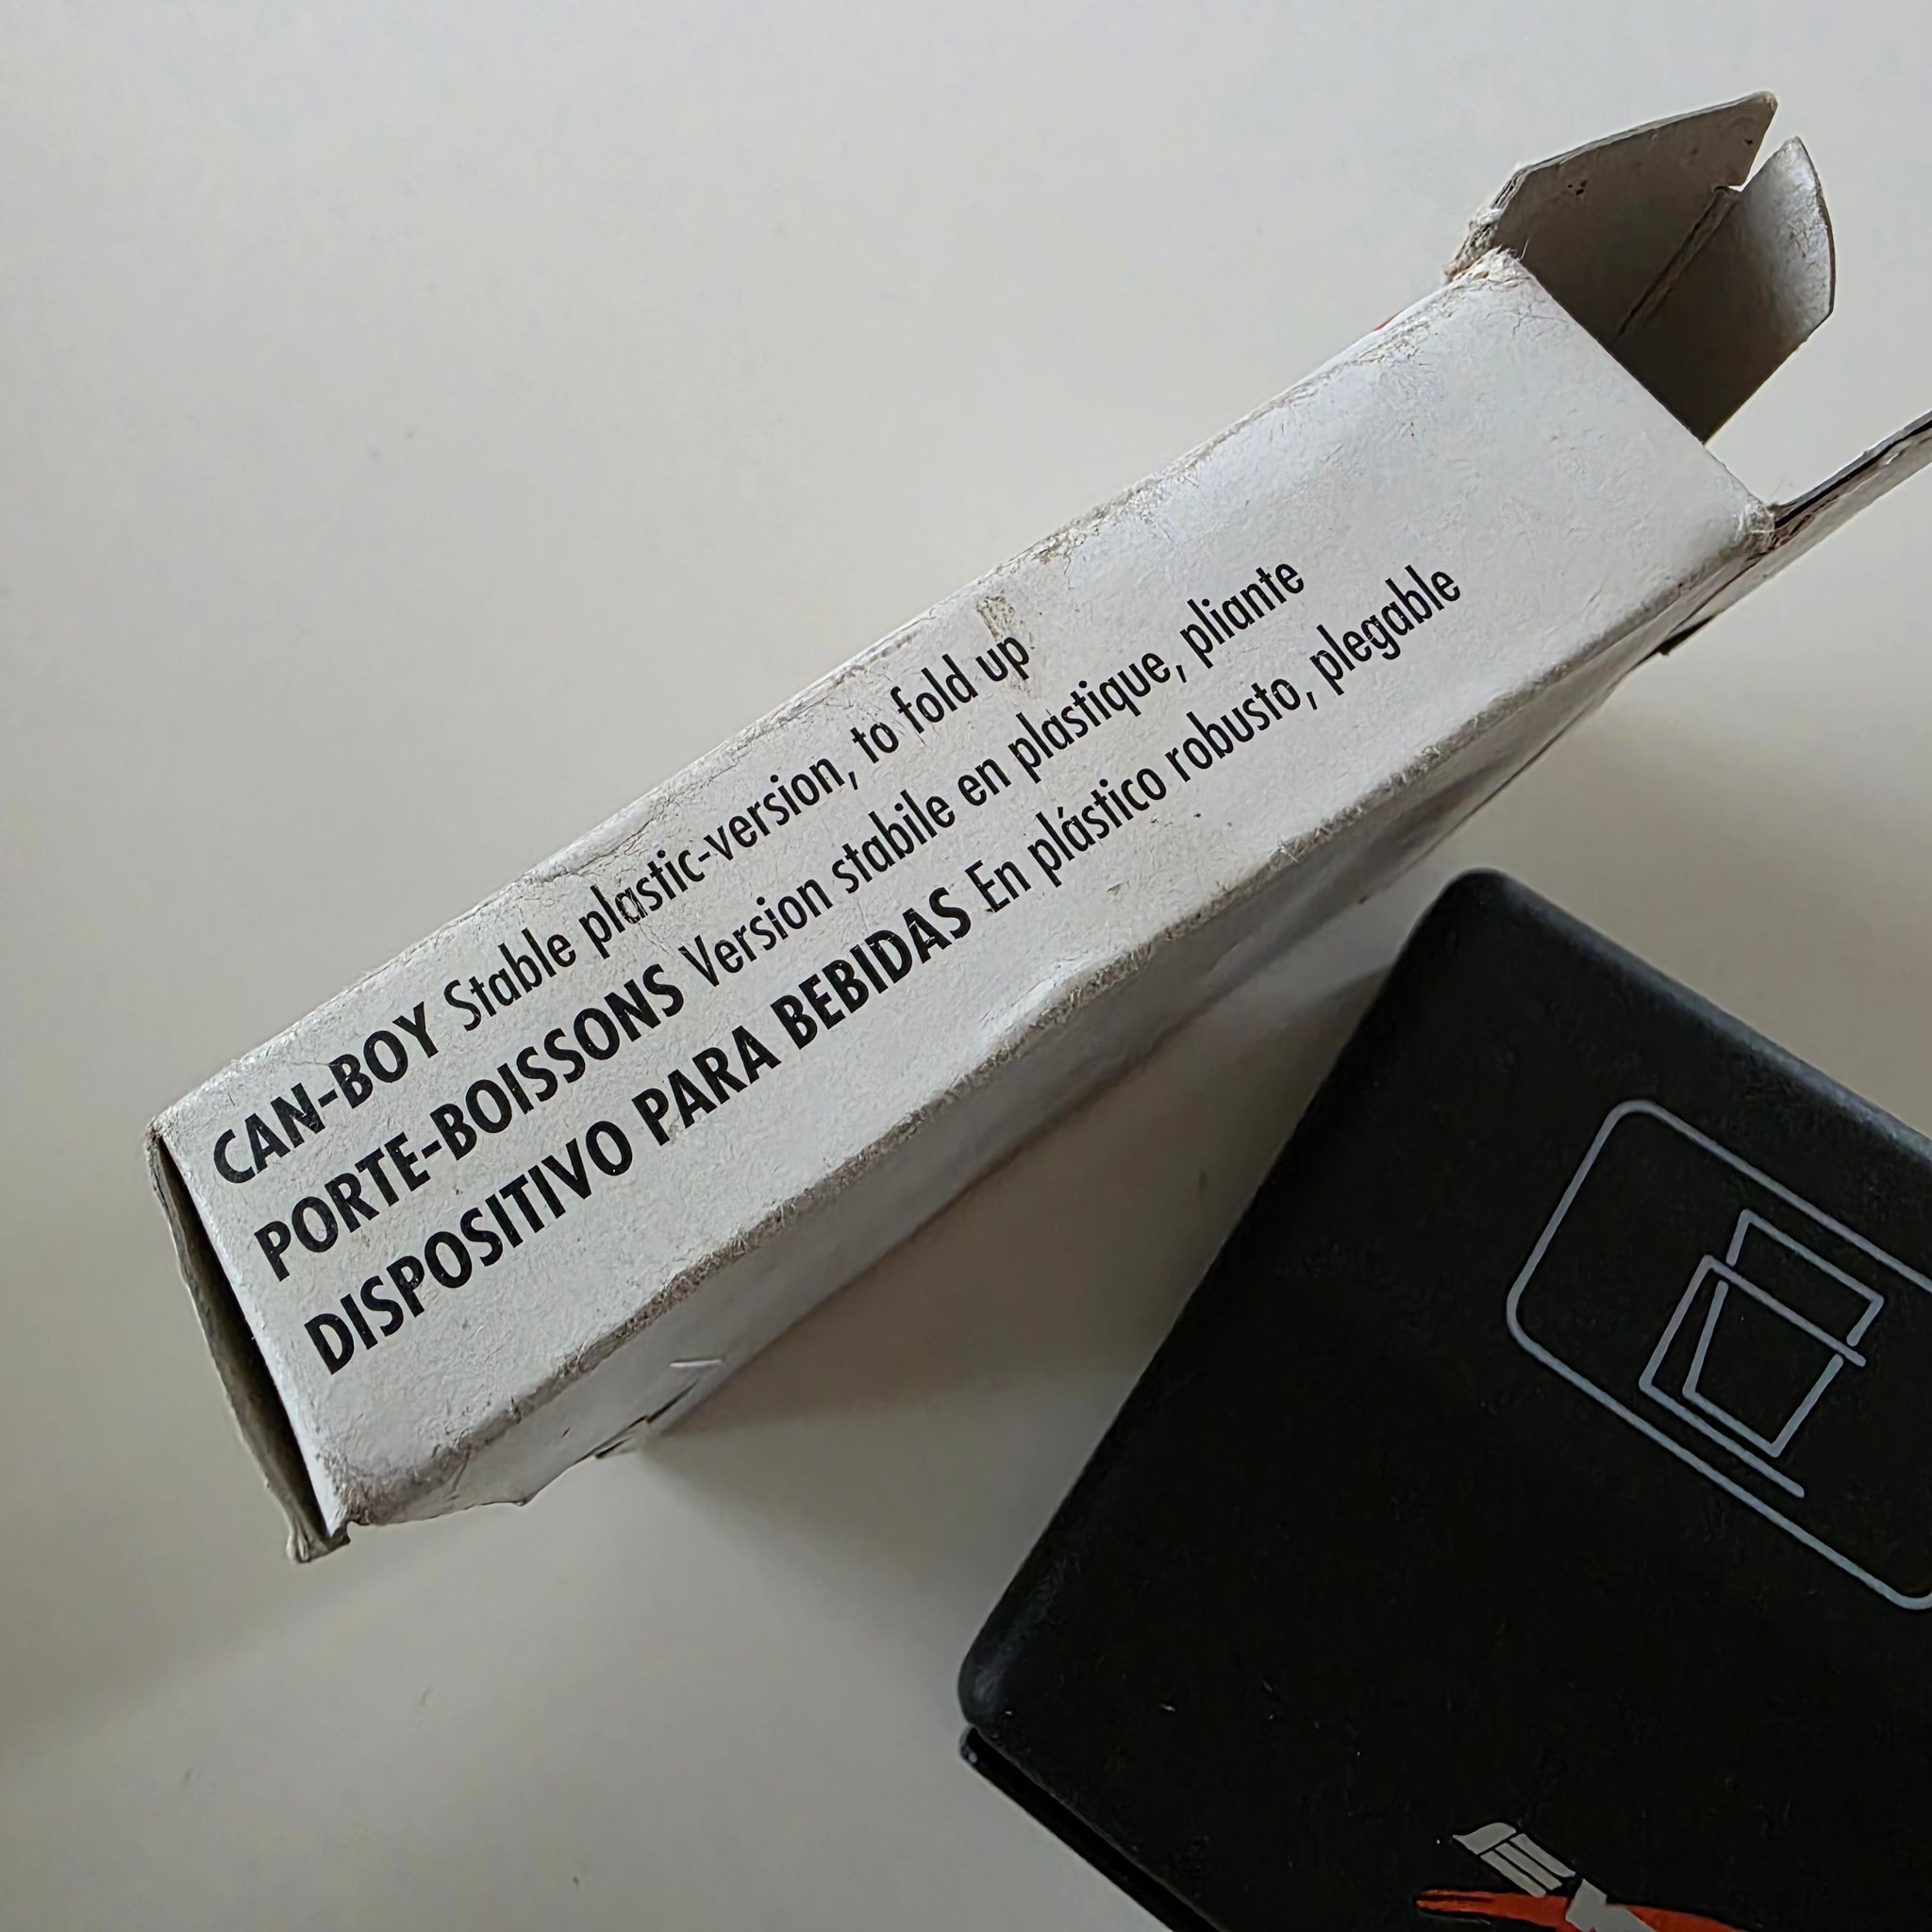 CAN-BOY Stable plastic-version, to fold up
PORTE-BOISSONS Version stabile en plastique, pliante
DISPOSITIVO PARA BEBIDAS En plástico robusto, plegable